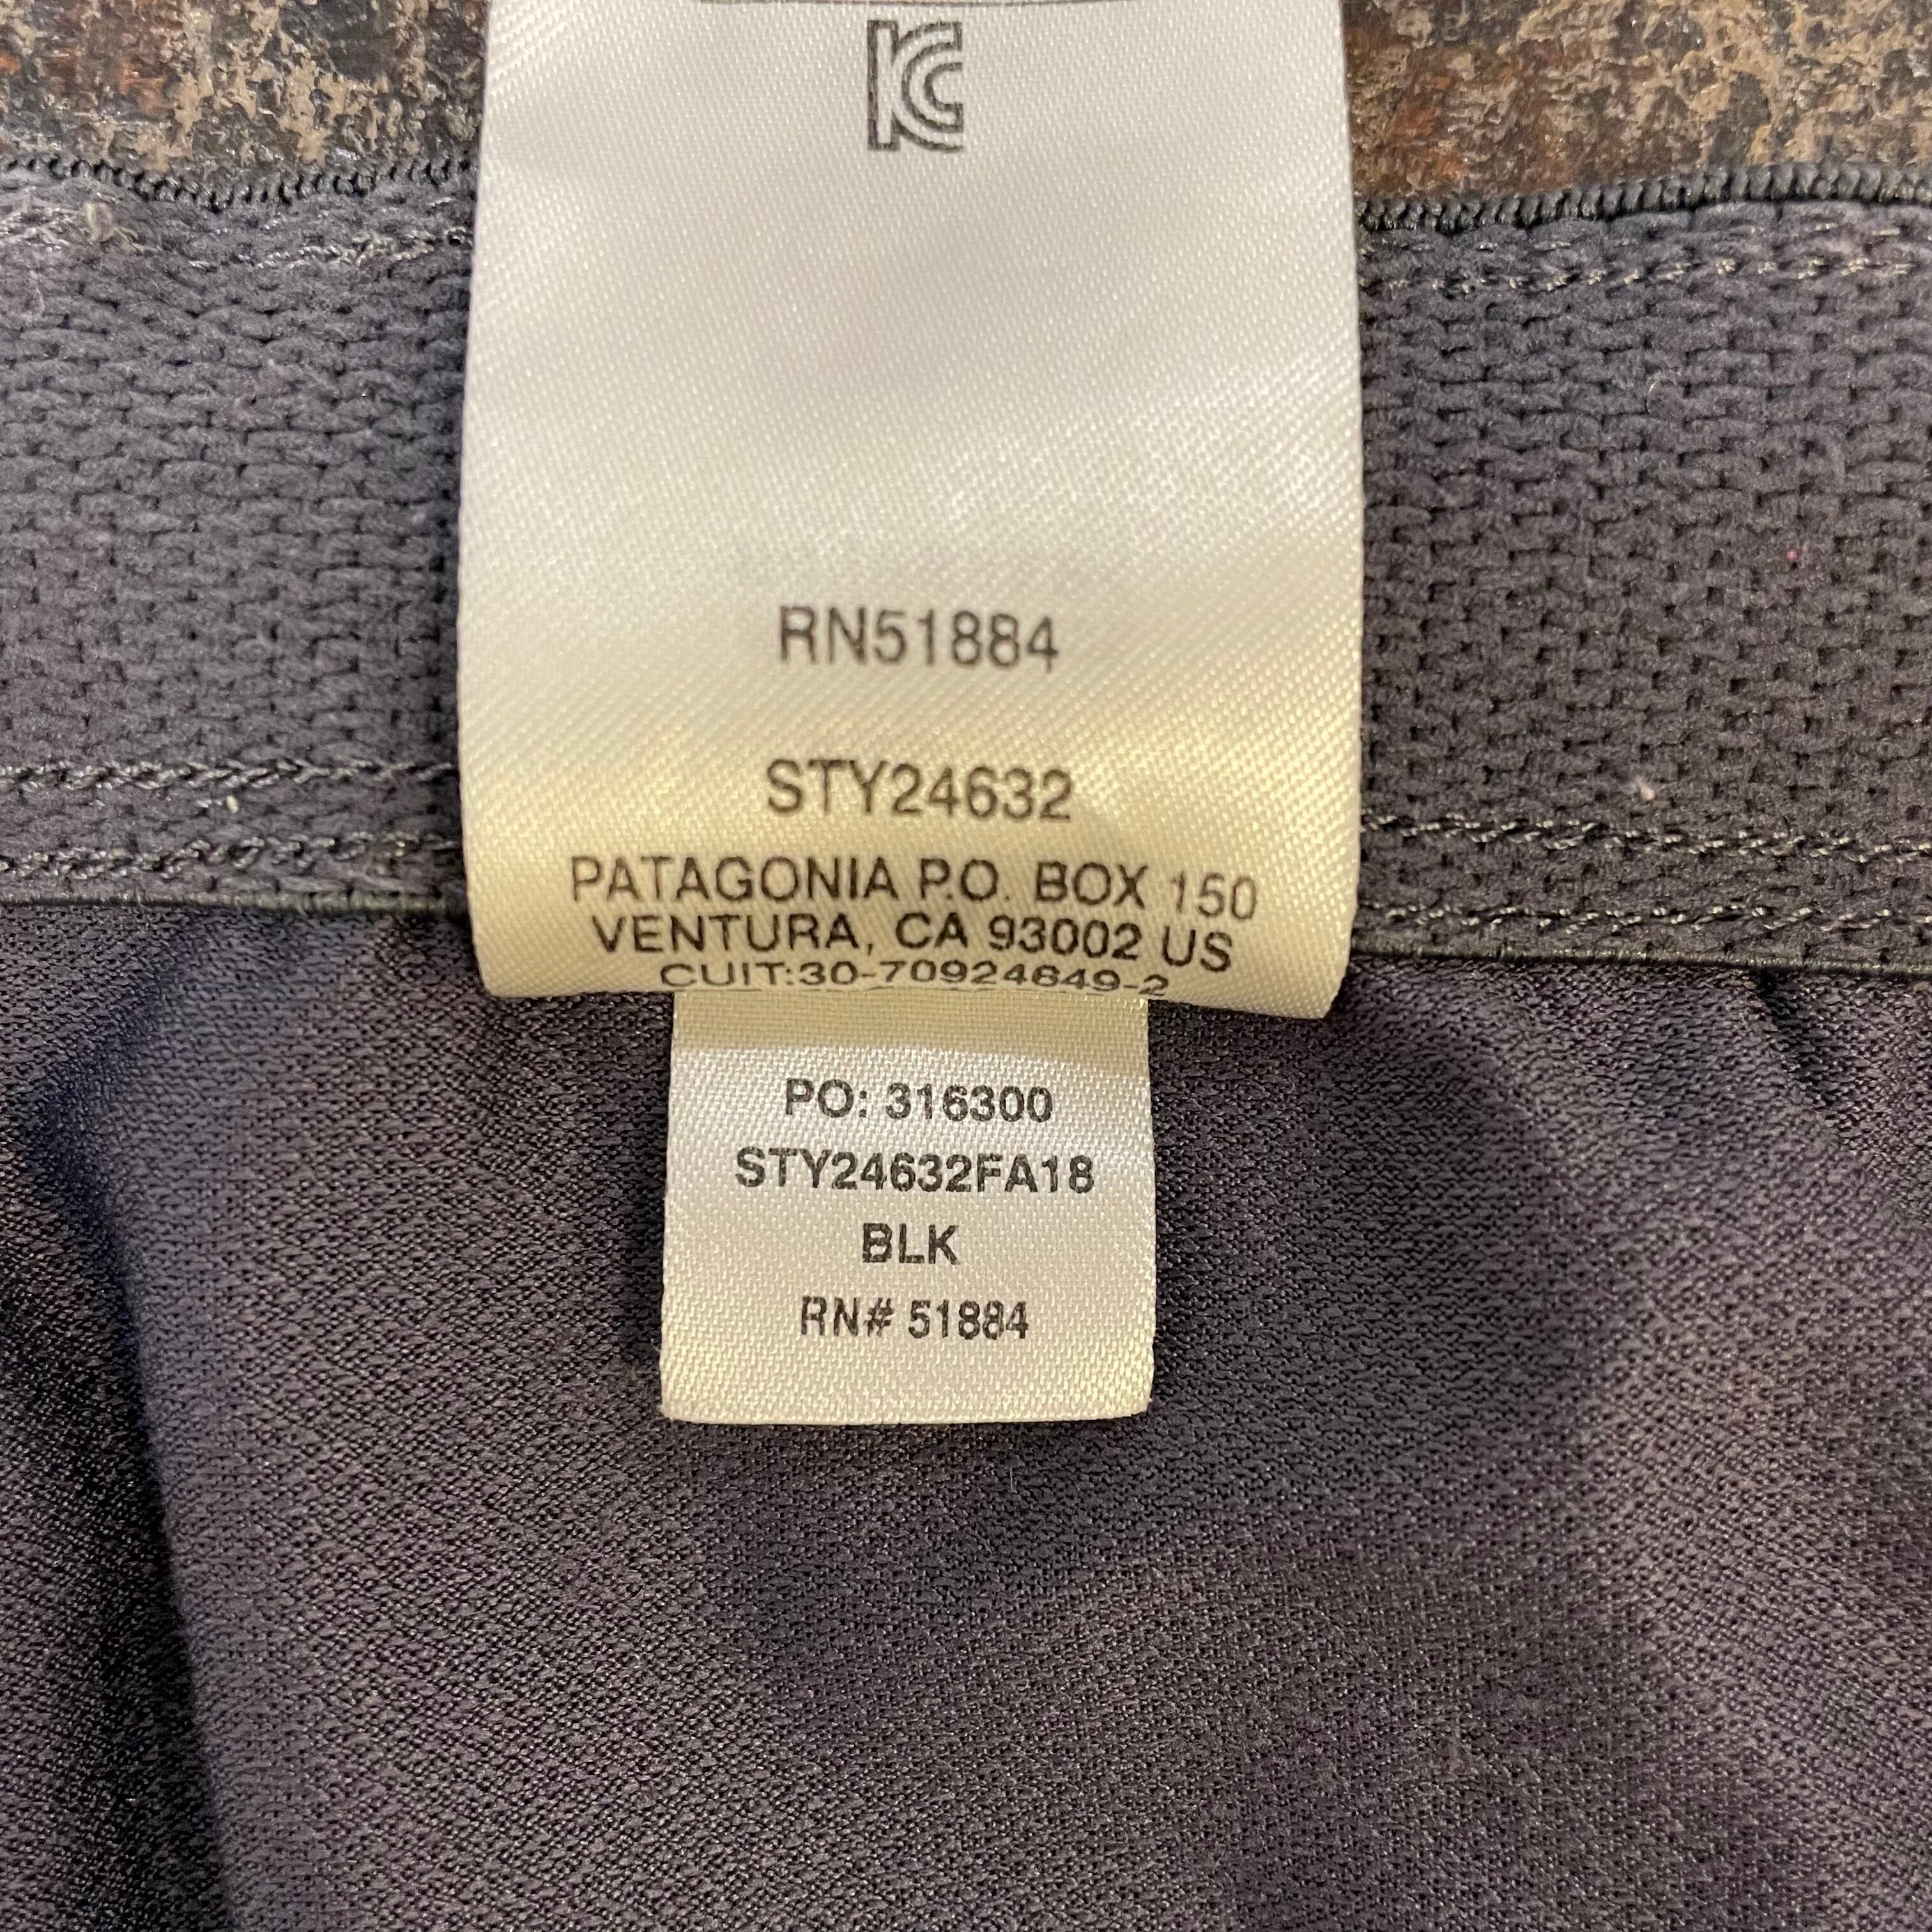 KC
RN51884
STY24632
PATAGONIA P.O. BOX 150
VENTURA, CA 93002 US
CUIT:30-70924649-2
PO: 316300
STY24632FA18
BLK
RN# 51884